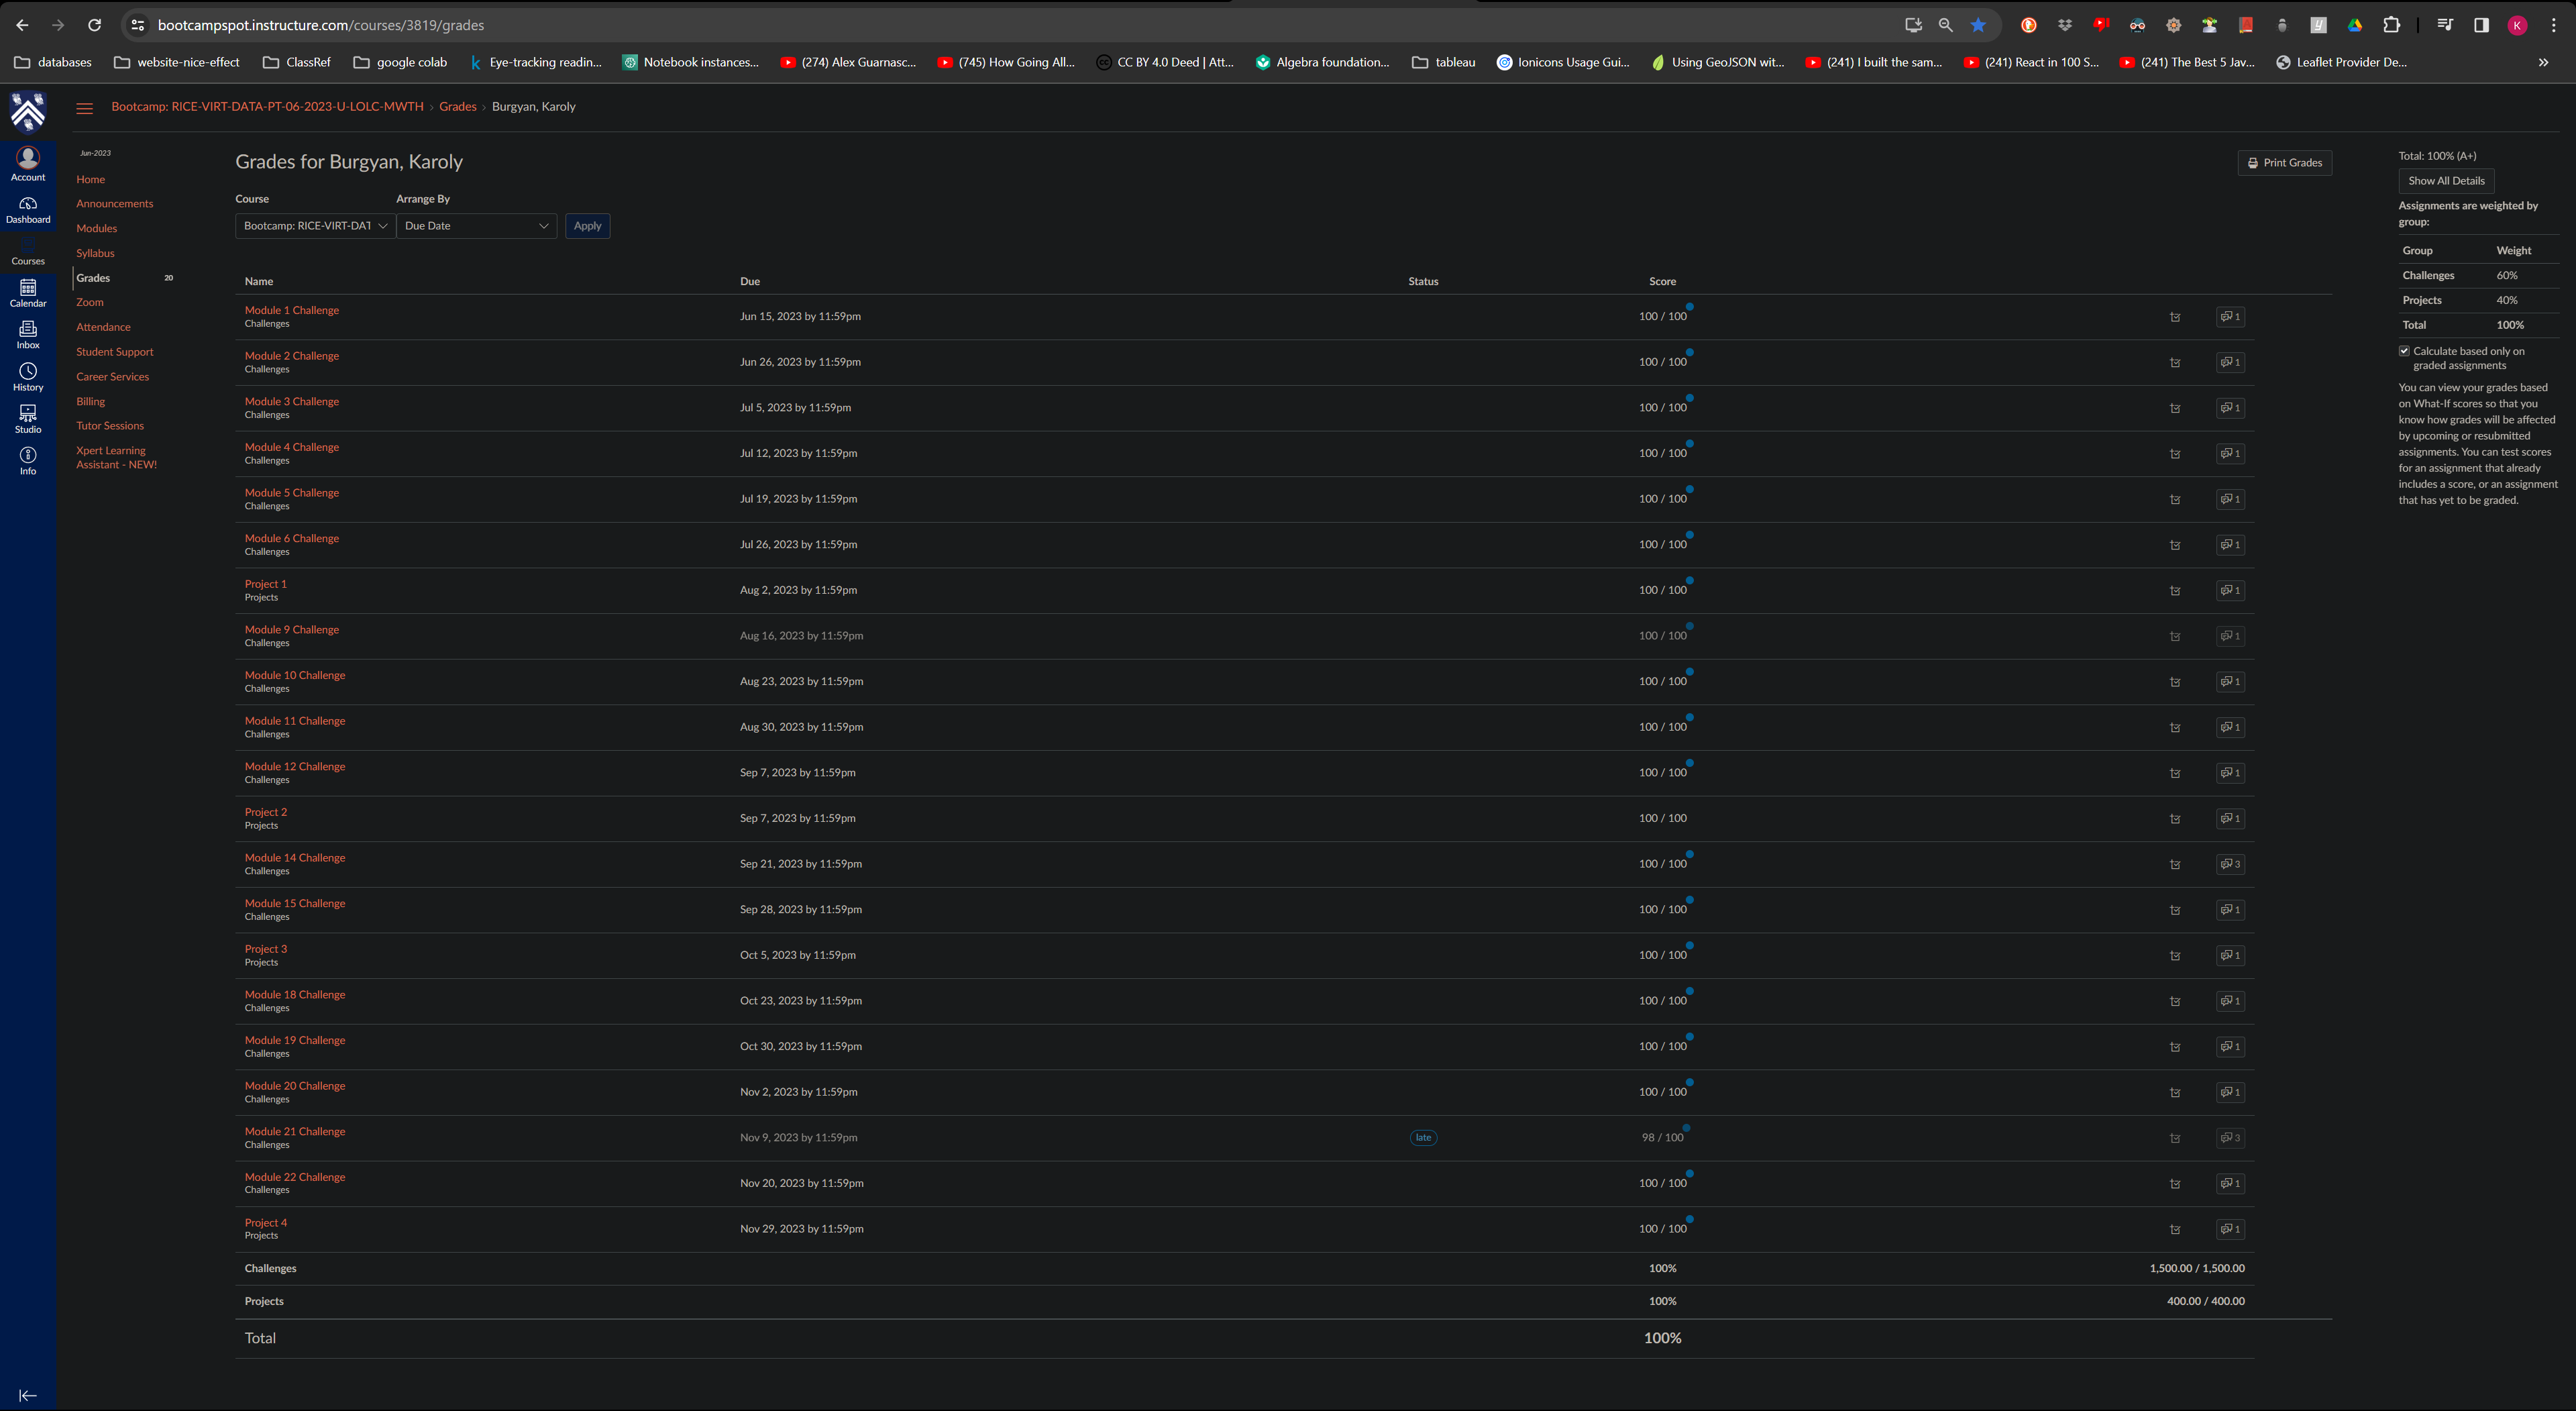 bootcampspot.instructure.com/courses/3819/grades
K
databases website-nice-effect ClassRef google colab Eye-tracking readin... Notebook instances... (274) Alex Guarnasc... (745) How Going All... CC BY 4.0 Deed | Att... Algebra foundation... tableau Ionicons Usage Gui... Using GeoJSON wit... (241) I built the sam... (241) React in 100 S... (241) The Best 5 Jav... Leaflet Provider De...
Bootcamp: RICE-VIRT-DATA-PT-06-2023-U-LOLC-MWTH › Grades › Burgyan, Karoly
Account
Dashboard
Courses
Calendar
Inbox
History
Studio
Info
Jun-2023
Home
Announcements
Modules
Syllabus
Grades 20
Zoom
Attendance
Student Support
Career Services
Billing
Tutor Sessions
Xpert Learning
Assistant - NEW!
Grades for Burgyan, Karoly
Print Grades
Course Arrange By
Bootcamp: RICE-VIRT-DAT Due Date Apply
Name Due Status Score
Module 1 Challenge
Challenges
Jun 15, 2023 by 11:59pm 100 / 100 1
Module 2 Challenge
Challenges
Jun 26, 2023 by 11:59pm 100 / 100 1
Module 3 Challenge
Challenges
Jul 5, 2023 by 11:59pm 100 / 100 1
Module 4 Challenge
Challenges
Jul 12, 2023 by 11:59pm 100 / 100 1
Module 5 Challenge
Challenges
Jul 19, 2023 by 11:59pm 100 / 100 1
Module 6 Challenge
Challenges
Jul 26, 2023 by 11:59pm 100 / 100 1
Project 1
Projects
Aug 2, 2023 by 11:59pm 100 / 100 1
Module 9 Challenge
Challenges
Aug 16, 2023 by 11:59pm 100 / 100 1
Module 10 Challenge
Challenges
Aug 23, 2023 by 11:59pm 100 / 100 1
Module 11 Challenge
Challenges
Aug 30, 2023 by 11:59pm 100 / 100 1
Module 12 Challenge
Challenges
Sep 7, 2023 by 11:59pm 100 / 100 1
Project 2
Projects
Sep 7, 2023 by 11:59pm 100 / 100 1
Module 14 Challenge
Challenges
Sep 21, 2023 by 11:59pm 100 / 100 3
Module 15 Challenge
Challenges
Sep 28, 2023 by 11:59pm 100 / 100 1
Project 3
Projects
Oct 5, 2023 by 11:59pm 100 / 100 1
Module 18 Challenge
Challenges
Oct 23, 2023 by 11:59pm 100 / 100 1
Module 19 Challenge
Challenges
Oct 30, 2023 by 11:59pm 100 / 100 1
Module 20 Challenge
Challenges
Nov 2, 2023 by 11:59pm 100 / 100 1
Module 21 Challenge
Challenges
Nov 9, 2023 by 11:59pm late 98 / 100 3
Module 22 Challenge
Challenges
Nov 20, 2023 by 11:59pm 100 / 100 1
Project 4
Projects
Nov 29, 2023 by 11:59pm 100 / 100 1
Challenges 100% 1,500.00 / 1,500.00
Projects 100% 400.00 / 400.00
Total 100%
Total: 100% (A+)
Show All Details
Assignments are weighted by
group:
Group Weight
Challenges 60%
Projects 40%
Total 100%
Calculate based only on
graded assignments
You can view your grades based
on What-If scores so that you
know how grades will be affected
by upcoming or resubmitted
assignments. You can test scores
for an assignment that already
includes a score, or an assignment
that has yet to be graded.